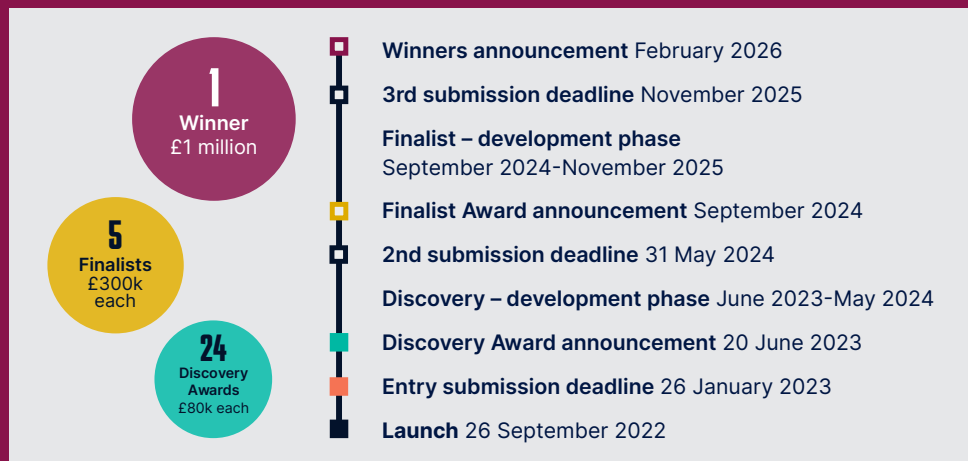 1
Winner
£1 million
5
Finalists
£300k
each
24
Discovery
Awards
£80k each
Winners announcement February 2026
3rd submission deadline November 2025
Finalist – development phase
September 2024-November 2025
Finalist Award announcement September 2024
2nd submission deadline 31 May 2024
Discovery – development phase June 2023-May 2024
Discovery Award announcement 20 June 2023
Entry submission deadline 26 January 2023
Launch 26 September 2022